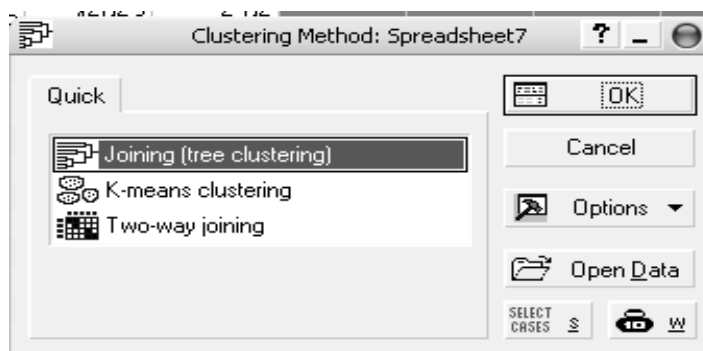 Clustering Method: Spreadsheet7
?
Quick
OK
Cancel
Joining (tree clustering)
K-means clustering
Two-way joining
Options
Open Data
SELECT CASES S
W